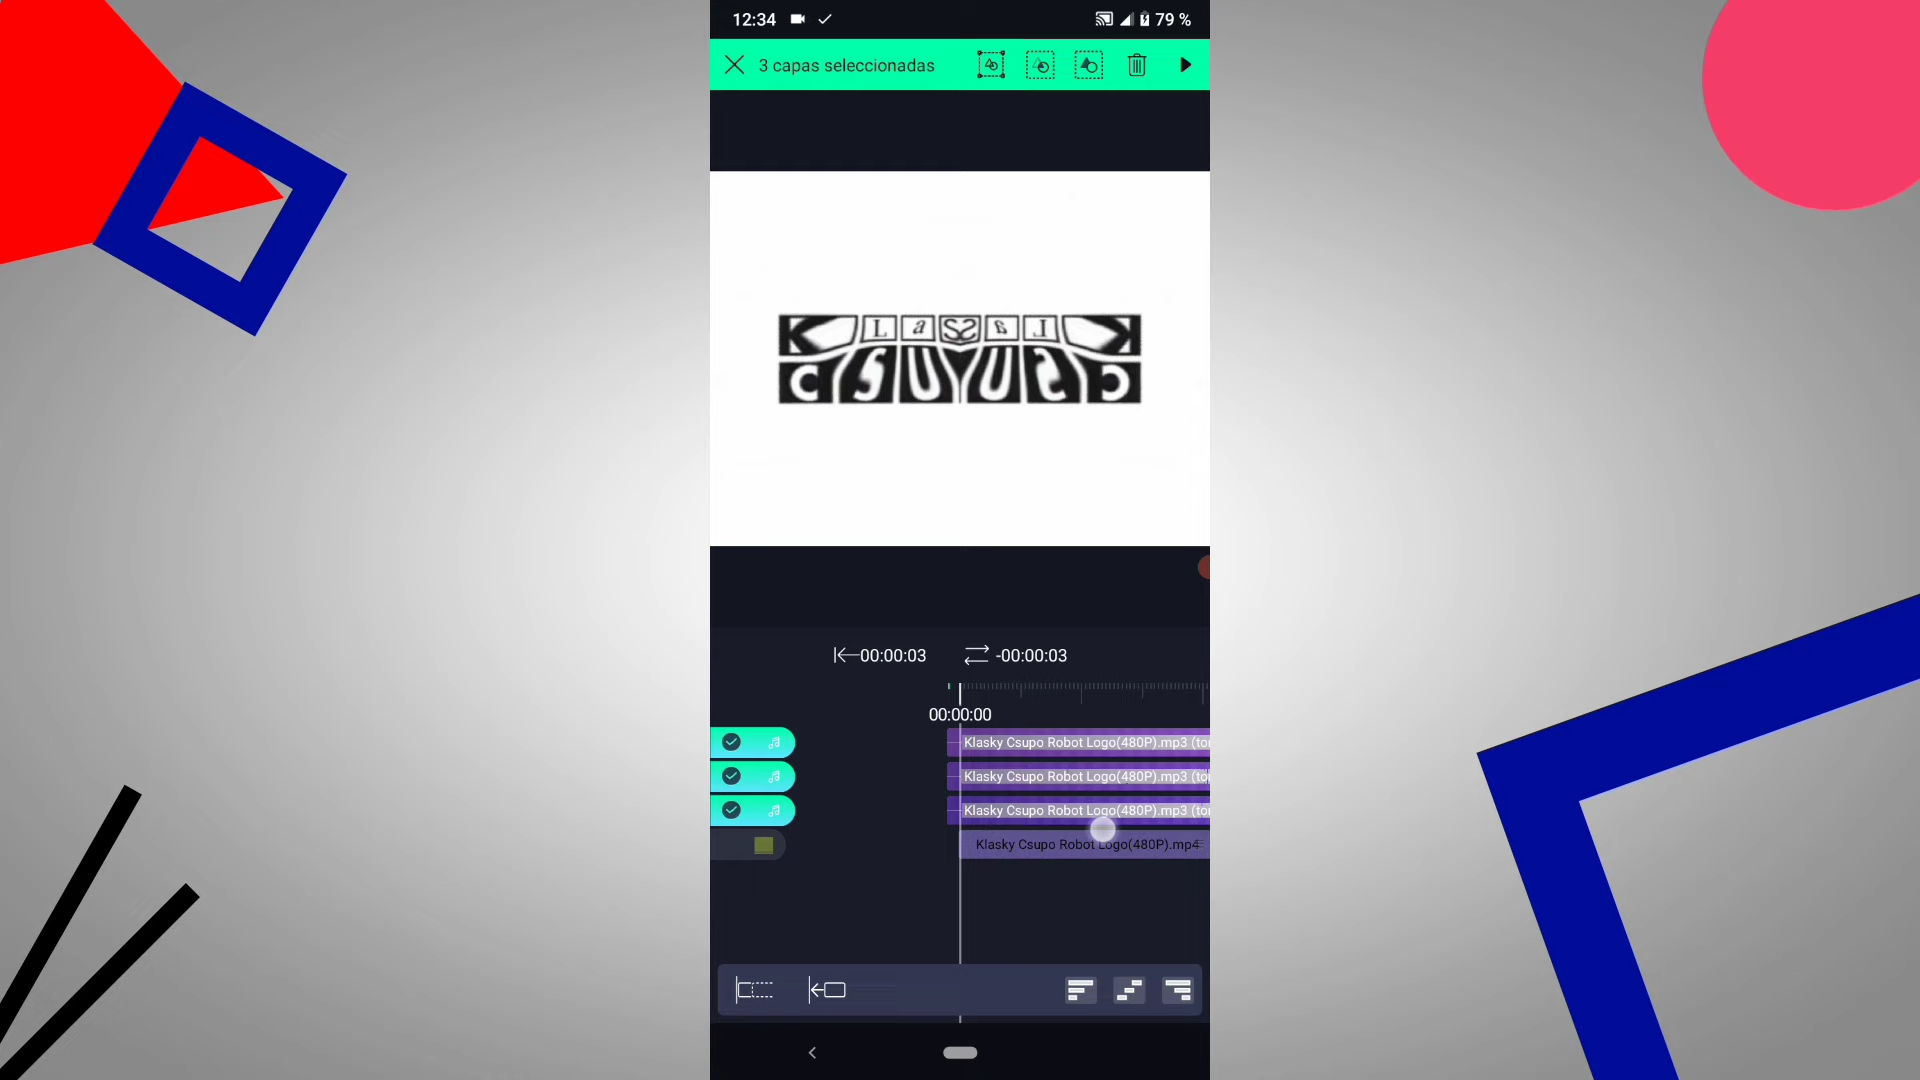 12:34
79 %
3 capas seleccionadas
K L a S S a L K
C S U U S C
00:00:03
-00:00:03
00:00:00
Klasky Csupo Robot Logo(480P).mp3 (to
Klasky Csupo Robot Logo(480P).mp3 (to
Klasky Csupo Robot Logo(480P).mp3 (to
Klasky Csupo Robot Logo(480P).mp4